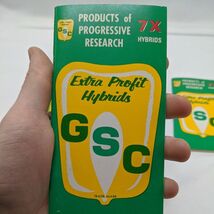 PRODUCTS of
PROGRESSIVE
RESEARCH
7X
HYBRIDS
GSC
Extra Profit
Hybrids
GSC